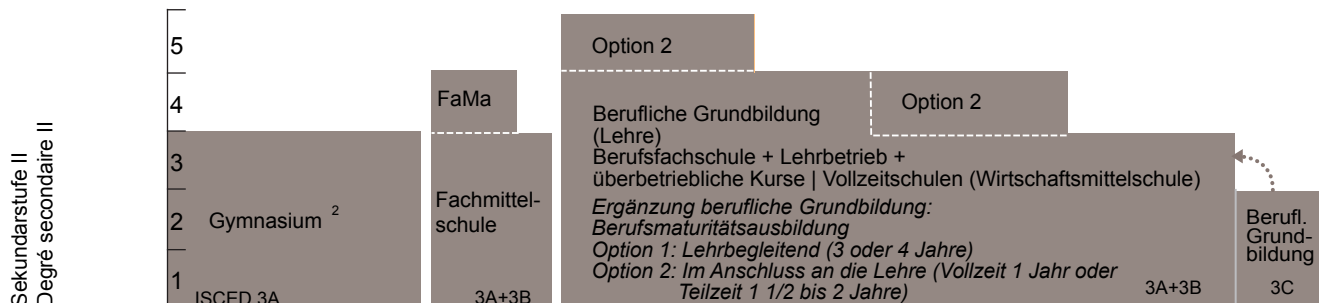 Sekundarstufe II
Degré secondaire II
5
4
3
2
1
Gymnasium 2
ISCED 3A
FaMa
Fachmittel-
schule
3A+3B
Option 2
Option 2
Berufliche Grundbildung
(Lehre)
Berufsfachschule + Lehrbetrieb +
überbetriebliche Kurse | Vollzeitschulen (Wirtschaftsmittelschule)
Ergänzung berufliche Grundbildung:
Berufsmaturitätsausbildung
Option 1: Lehrbegleitend (3 oder 4 Jahre)
Option 2: Im Anschluss an die Lehre (Vollzeit 1 Jahr oder
Teilzeit 1 1/2 bis 2 Jahre)
3A+3B
Berufl.
Grund-
bildung
3C